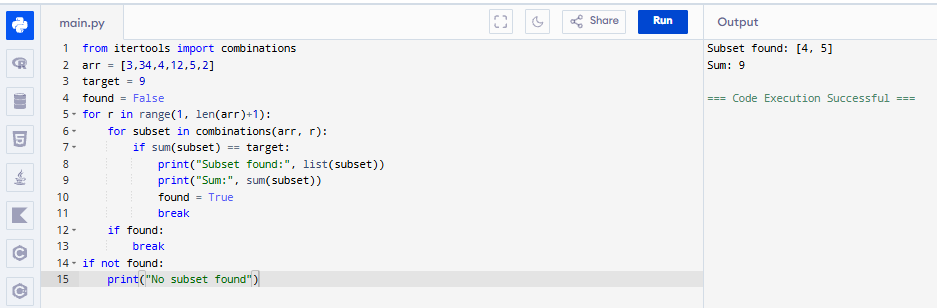 main.py
Share
Run
Output
1 from itertools import combinations
2 arr = [3,34,4,12,5,2]
3 target = 9
4 found = False
5 for r in range(1, len(arr)+1):
6     for subset in combinations(arr, r):
7         if sum(subset) == target:
8             print("Subset found:", list(subset))
9             print("Sum:", sum(subset))
10             found = True
11             break
12     if found:
13         break
14 if not found:
15     print("No subset found")
Subset found: [4, 5]
Sum: 9
=== Code Execution Successful ===